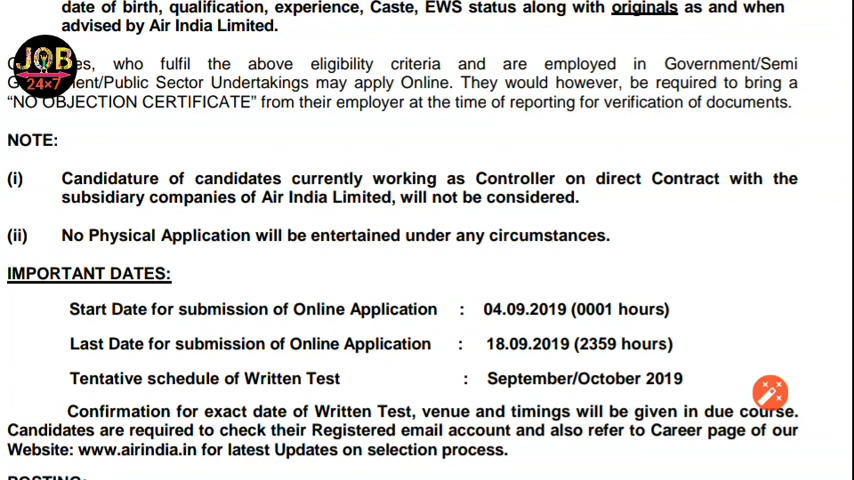 date of birth, qualification, experience, Caste, EWS status along with originals as and when
advised by Air India Limited.
JOB
24×7
who fulfil the above eligibility criteria and are employed in Government/Semi
Undertakings may apply Online. They would however, be required to bring a
/Public Sector
“NO OBJECTION CERTIFICATE” from their employer at the time of reporting for verification of documents.
NOTE:
(i) Candidature of candidates currently working as Controller on direct Contract with the
subsidiary companies of Air India Limited, will not be considered.
(ii) No Physical Application will be entertained under any circumstances.
IMPORTANT DATES:
Start Date for submission of Online Application : 04.09.2019 (0001 hours)
Last Date for submission of Online Application : 18.09.2019 (2359 hours)
Tentative schedule of Written Test : September/October 2019
Confirmation for exact date of Written Test, venue and timings will be given in due course.
Candidates are required to check their Registered email account and also refer to Career page of our
Website: www.airindia.in for latest Updates on selection process.
POSTING: